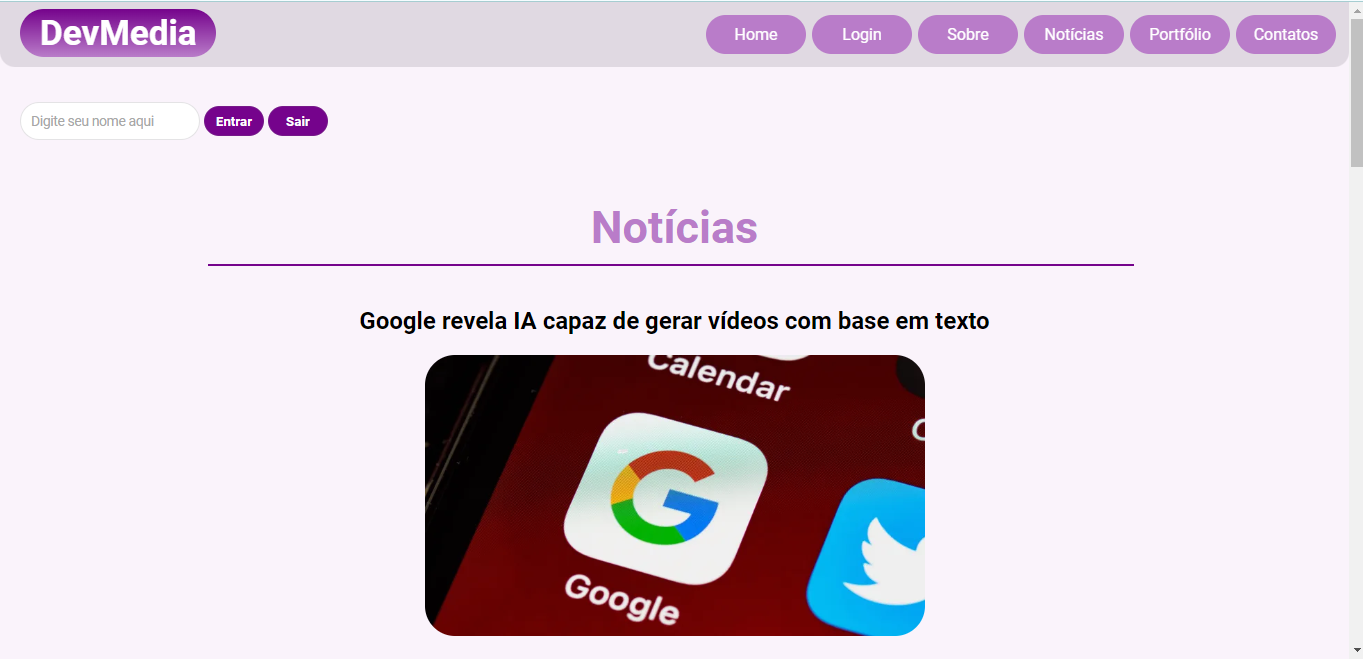 DevMedia
Home Login Sobre Notícias Portfólio Contatos
Digite seu nome aqui Entrar Sair
Notícias
Google revela IA capaz de gerar vídeos com base em texto
Calendar
Google